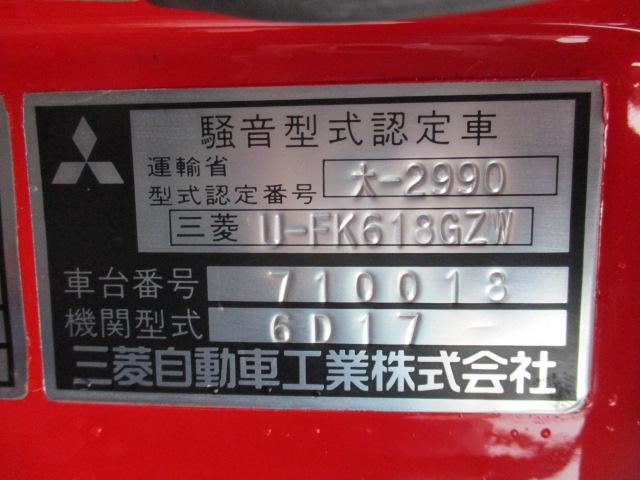 騒音型式認定車
運輸省
型式認定番号 大-2990
三菱 U-FK618GZW
車台番号 710018
機関型式 6D17 -
三菱自動車工業株式会社